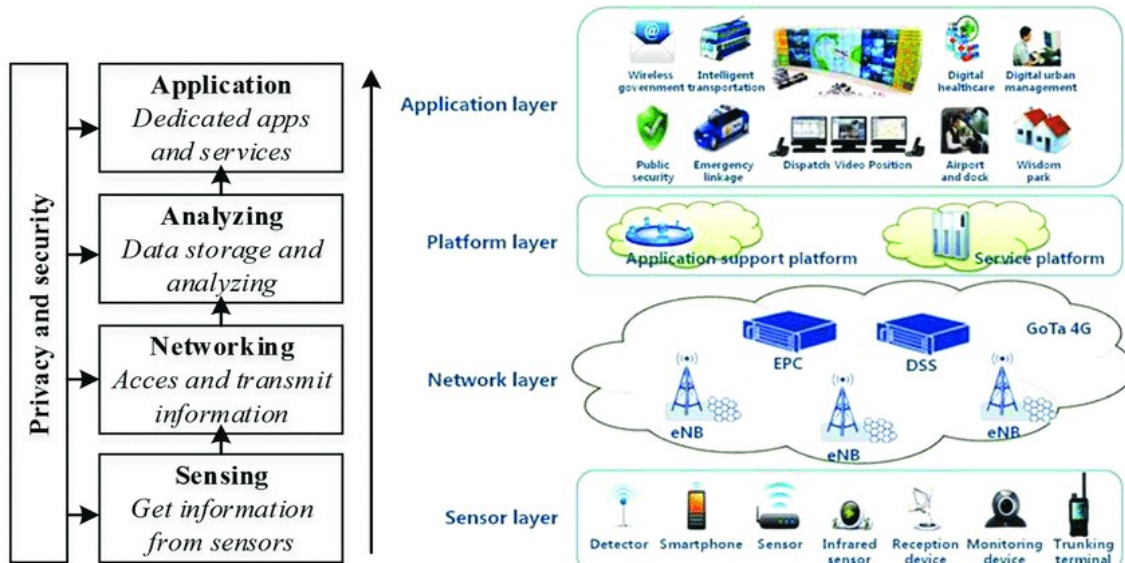 Privacy and security
Application
Dedicated apps
and services
Analyzing
Data storage and
analyzing
Networking
Acces and transmit
information
Sensing
Get information
from sensors
Application layer
Wireless
government
Intelligent
transportation
Digital
healthcare
Digital urban
management
Public
security
Emergency
linkage
Dispatch Video Position
Airport
and dock
Wisdom
park
Platform layer
Application support platform
Service platform
Network layer
GoTa 4G
EPC
DSS
eNB
eNB
eNB
Sensor layer
Detector
Smartphone
Sensor
Infrared
sensor
Reception
device
Monitoring
device
Trunking
terminal